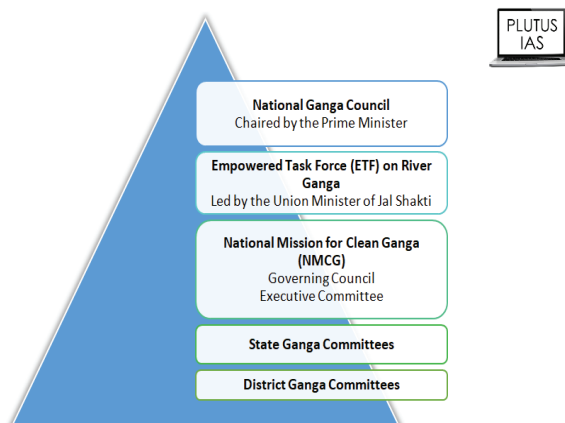 PLUTUS
IAS
National Ganga Council
Chaired by the Prime Minister
Empowered Task Force (ETF) on River
Ganga
Led by the Union Minister of Jal Shakti
National Mission for Clean Ganga
(NMCG)
Governing Council
Executive Committee
State Ganga Committees
District Ganga Committees